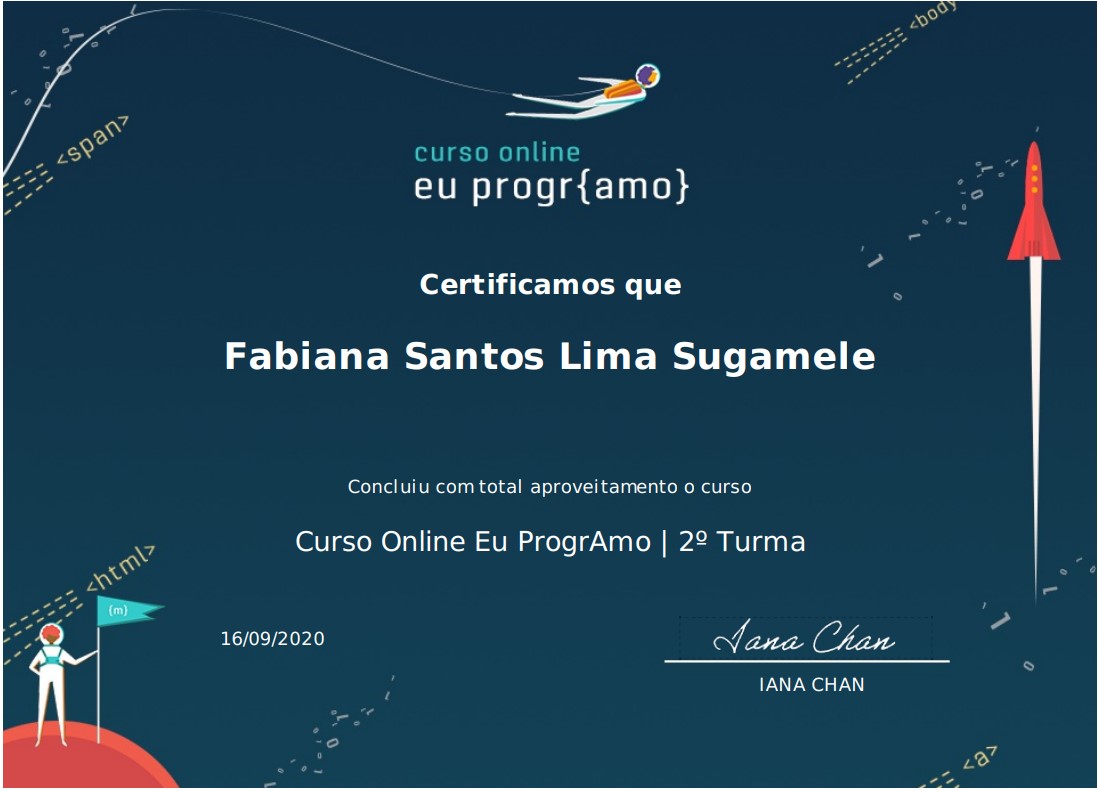 <body
<span>
curso online
eu progr{amo}
Certificamos que
Fabiana Santos Lima Sugamele
Concluiu com total aproveitamento o curso
Curso Online Eu ProgrAmo | 2º Turma
<html>
{m}
16/09/2020
Iana Chan
IANA CHAN
<a>